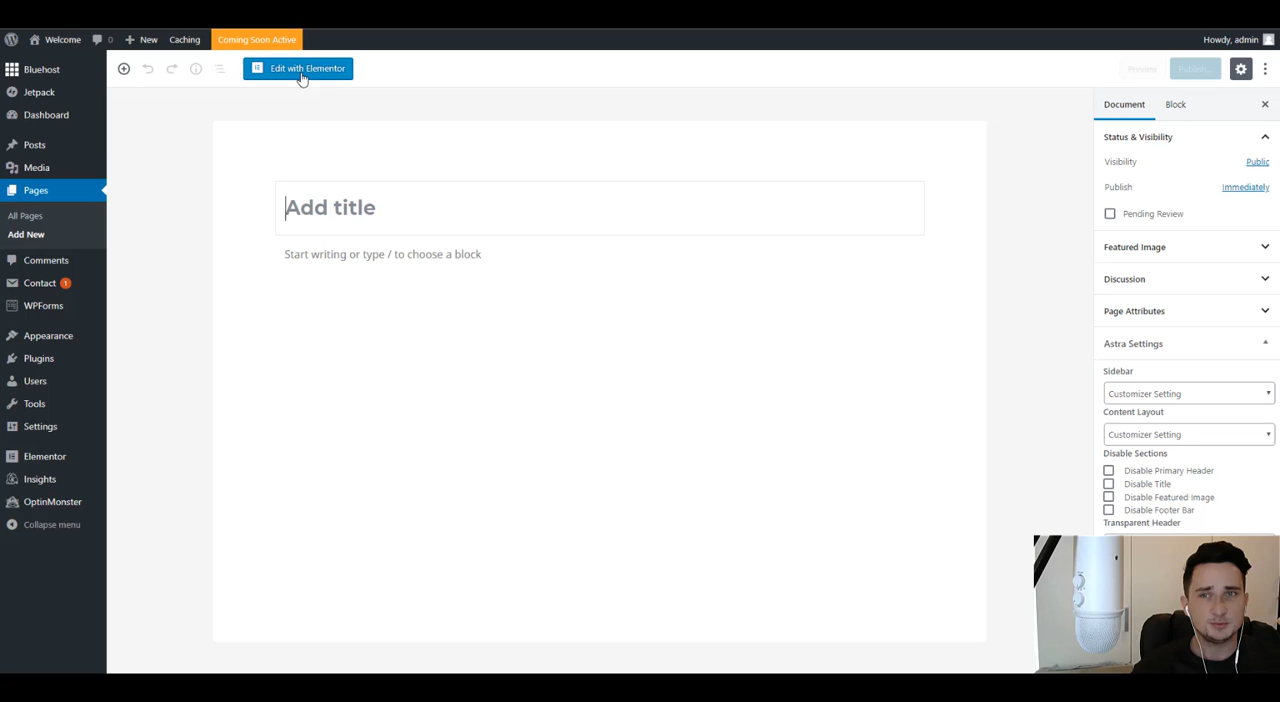 Welcome
0
New
Caching
Coming Soon Active
Howdy, admin
Bluehost
Jetpack
Dashboard
Posts
Media
Pages
All Pages
Add New
Comments
Contact 1
WPForms
Appearance
Plugins
Users
Tools
Settings
Elementor
Insights
OptinMonster
Collapse menu
Edit with Elementor
Preview
Publish...
Add title
Start writing or type / to choose a block
Document
Block
Status & Visibility
Visibility
Public
Publish
Immediately
Pending Review
Featured Image
Discussion
Page Attributes
Astra Settings
Sidebar
Customizer Setting
Content Layout
Customizer Setting
Disable Sections
Disable Primary Header
Disable Title
Disable Featured Image
Disable Footer Bar
Transparent Header